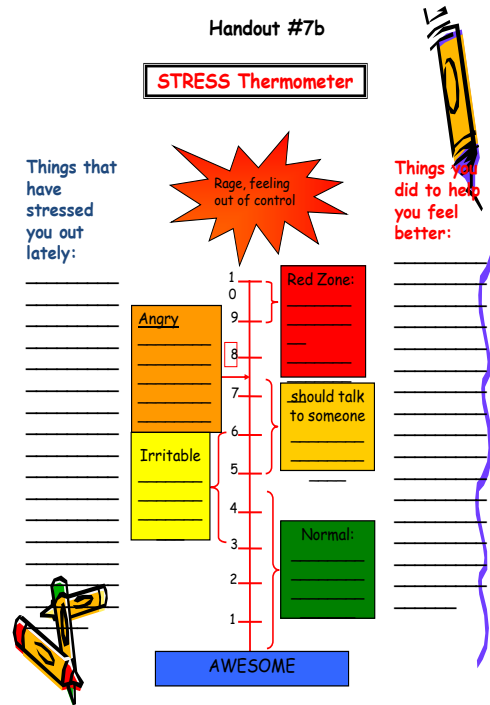 Handout #7b
STRESS Thermometer
Things that
have
stressed
you out
lately:
Rage, feeling
out of control
Things you
did to help
you feel
better:
1
0
9
8
7
6
5
4
3
2
1
Red Zone:
Angry
should talk
to someone
Irritable
Normal:
AWESOME